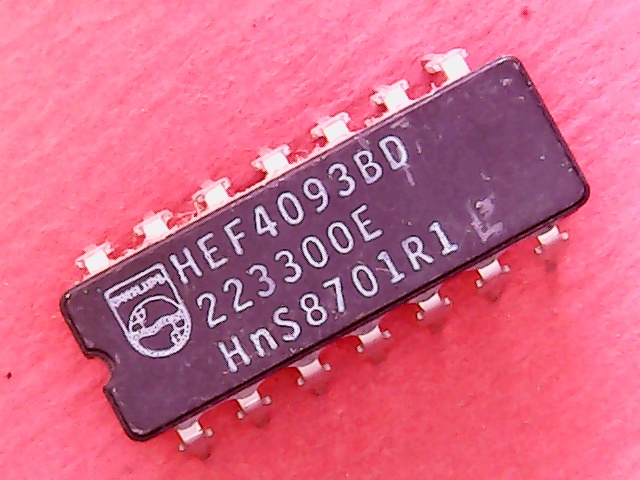 PHILIPS
HEF4093BD
223300E
HnS8701R1
L